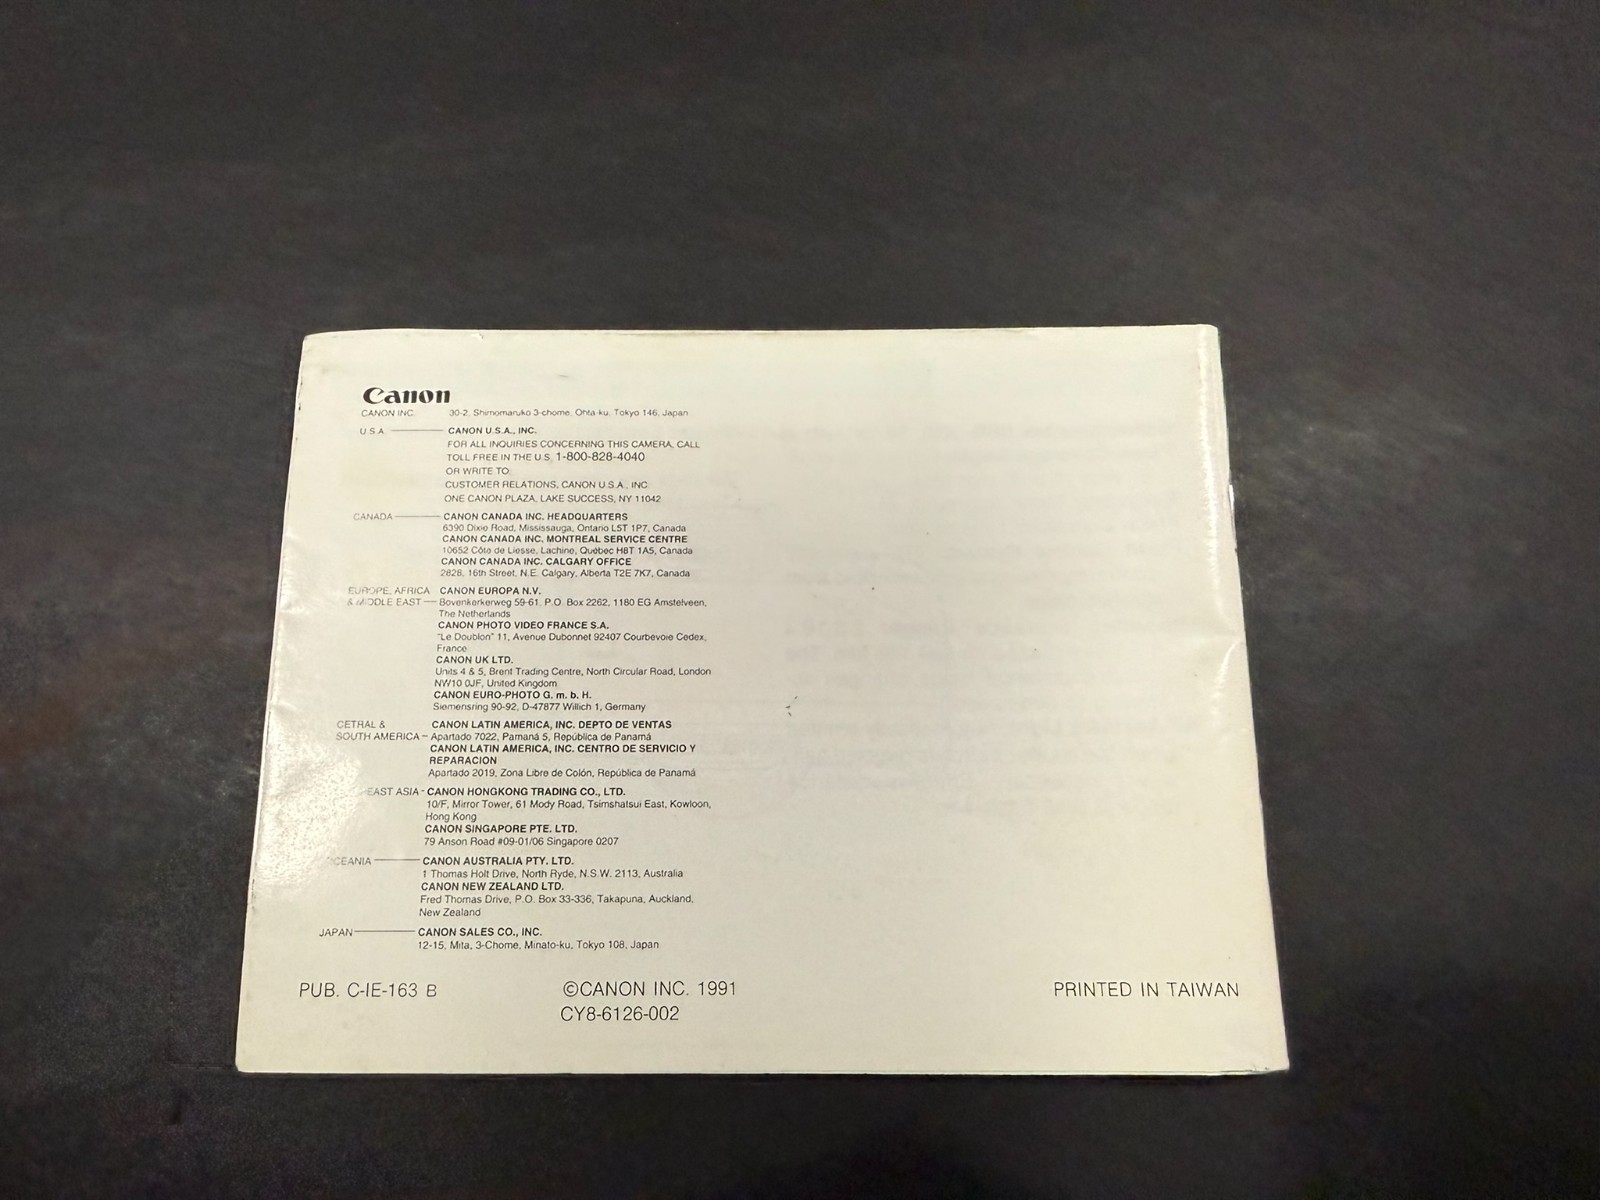 Canon
CANON INC. 30-2, Shimomaruko 3-chome, Ohta-ku, Tokyo 146, Japan
U.S.A. CANON U.S.A., INC.
FOR ALL INQUIRIES CONCERNING THIS CAMERA, CALL
TOLL FREE IN THE U.S. 1-800-828-4040
OR WRITE TO:
CUSTOMER RELATIONS, CANON U.S.A., INC.
ONE CANON PLAZA, LAKE SUCCESS, NY 11042
CANADA CANON CANADA INC. HEADQUARTERS
6390 Dixie Road, Mississauga, Ontario L5T 1P7, Canada
CANON CANADA INC. MONTREAL SERVICE CENTRE
10652 Côte de Liesse, Lachine, Québec H8T 1A5, Canada
CANON CANADA INC. CALGARY OFFICE
2828, 16th Street, N.E. Calgary, Alberta T2E 7K7, Canada
EUROPE, AFRICA CANON EUROPA N.V.
& MIDDLE EAST Bovenkerkerweg 59-61, P.O. Box 2262, 1180 EG Amstelveen,
The Netherlands
CANON PHOTO VIDEO FRANCE S.A.
"Le Doublon" 11, Avenue Dubonnet 92407 Courbevoie Cedex,
France
CANON UK LTD.
Units 4 & 5, Brent Trading Centre, North Circular Road, London
NW10 0JF, United Kingdom
CANON EURO-PHOTO G. m. b. H.
Siemensring 90-92, D-47877 Willich 1, Germany
CETRAL & CANON LATIN AMERICA, INC. DEPTO DE VENTAS
SOUTH AMERICA Apartado 7022, Pamaná 5, República de Panamá
CANON LATIN AMERICA, INC. CENTRO DE SERVICIO Y
REPARACION
Apartado 2019, Zona Libre de Colón, República de Panamá
EAST ASIA CANON HONGKONG TRADING CO., LTD.
10/F, Mirror Tower, 61 Mody Road, Tsimshatsui East, Kowloon,
Hong Kong
CANON SINGAPORE PTE. LTD.
79 Anson Road #09-01/06 Singapore 0207
OCEANIA CANON AUSTRALIA PTY. LTD.
1 Thomas Holt Drive, North Ryde, N.S.W. 2113, Australia
CANON NEW ZEALAND LTD.
Fred Thomas Drive, P.O. Box 33-336, Takapuna, Auckland,
New Zealand
JAPAN CANON SALES CO., INC.
12-15, Mita, 3-Chome, Minato-ku, Tokyo 108, Japan
PUB. C-IE-163 B ©CANON INC. 1991 PRINTED IN TAIWAN
CY8-6126-002